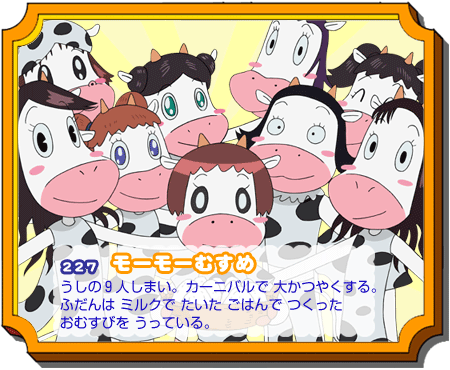 227 モーモーむすめ
うしの9人しまい。カーニバルで 大かつやくする。
ふだんは ミルクで たいた ごはんで つくった
おむすびを うっている。